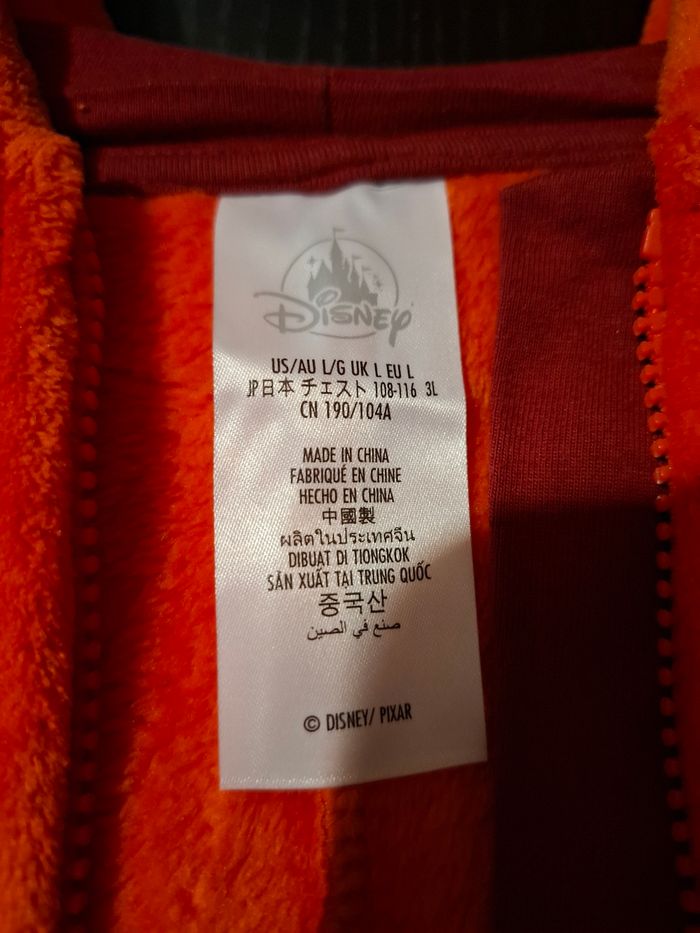 Disney
US/AU L/G UK L EU L
JP日本 チェスト 108-116 3L
CN 190/104A
MADE IN CHINA
FABRIQUÉ EN CHINE
HECHO EN CHINA
中國製
ผลิตในประเทศจีน
DIBUAT DI TIONGKOK
SẢN XUẤT TẠI TRUNG QUỐC
중국산
صنع في الصين
© DISNEY/ PIXAR